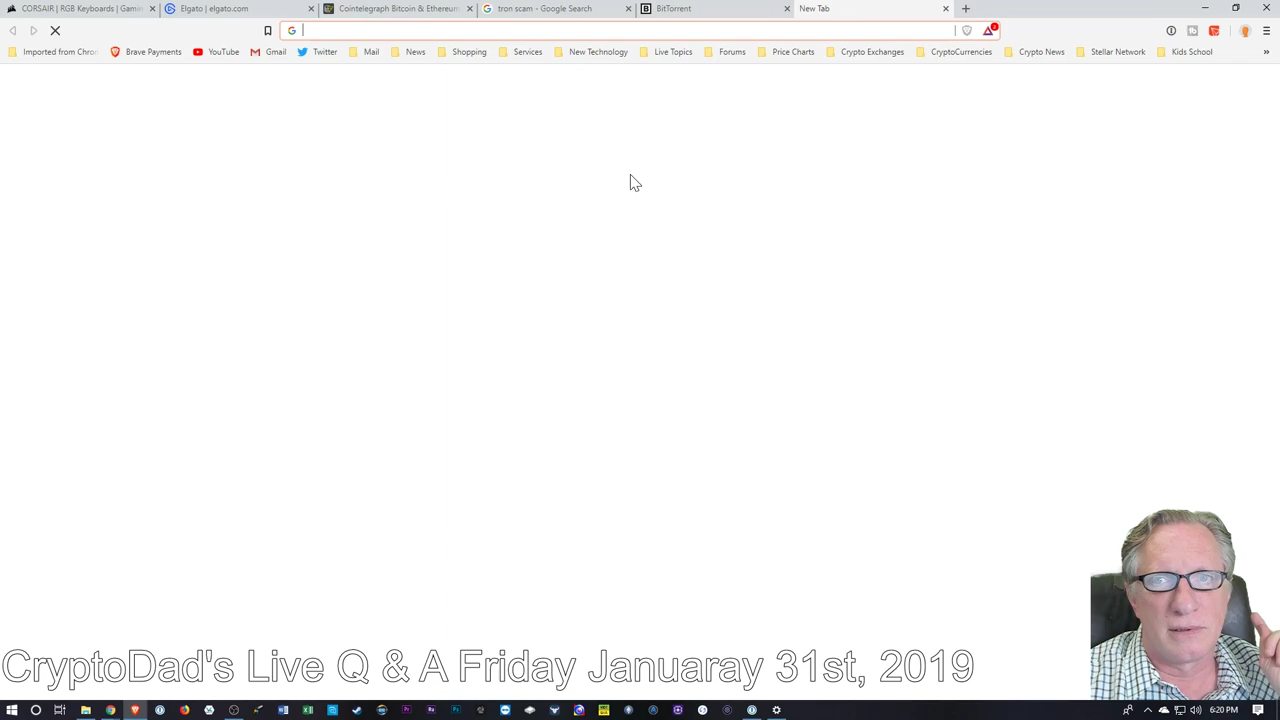 CORSAIR | RGB Keyboards | Gamin
Elgato | elgato.com
Cointelegraph Bitcoin & Ethereum
tron scam - Google Search
BitTorrent
New Tab
Imported from Chrom
Brave Payments
YouTube
Gmail
Twitter
Mail
News
Shopping
Services
New Technology
Live Topics
Forums
Price Charts
Crypto Exchanges
CryptoCurrencies
Crypto News
Stellar Network
Kids School
CryptoDad's Live Q & A Friday Januaray 31st, 2019
6:20 PM